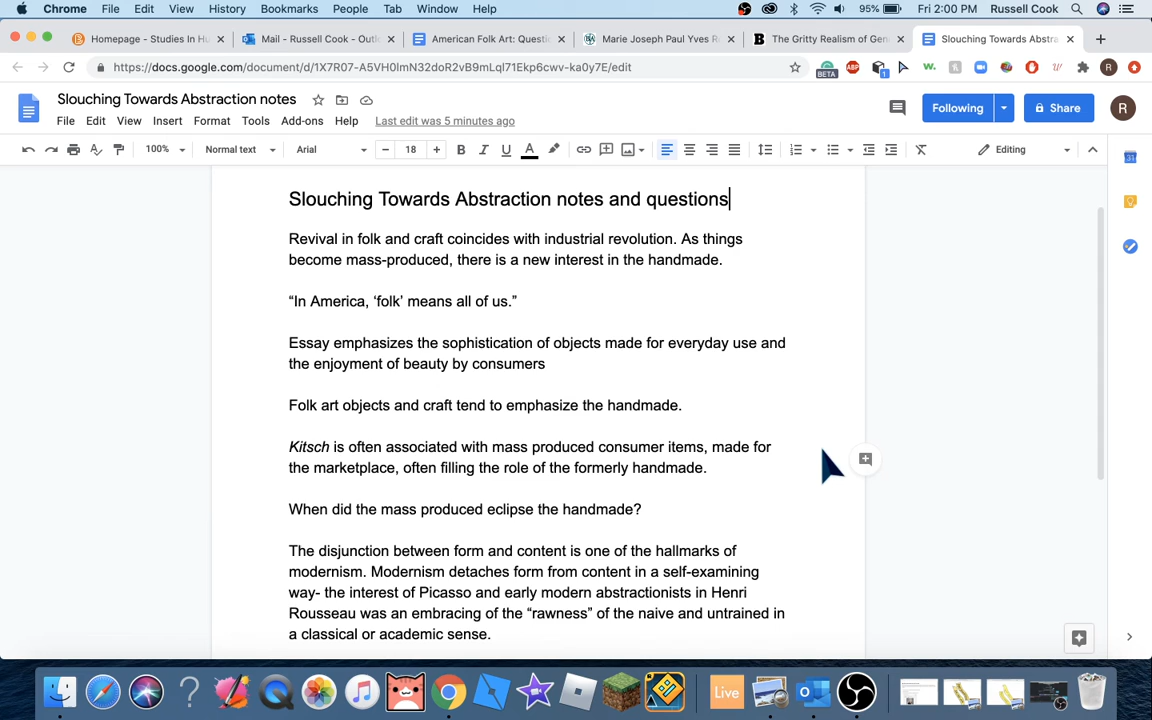 Chrome File Edit View History Bookmarks People Tab Window Help 95% Fri 2:00 PM Russell Cook
Homepage - Studies In Hu Mail - Russell Cook - Outlo American Folk Art: Questi Marie Joseph Paul Yves R The Gritty Realism of Gen Slouching Towards Abstra
https://docs.google.com/document/d/1X7R07-A5VH0lmN32doR2vB9mLql71Ekp6cwv-ka0y7E/edit
BETA ABP 1 R
Slouching Towards Abstraction notes
Following Share R
File Edit View Insert Format Tools Add-ons Help Last edit was 5 minutes ago
100% Normal text Arial 18 B I U A Editing
31
Slouching Towards Abstraction notes and questions
Revival in folk and craft coincides with industrial revolution. As things
become mass-produced, there is a new interest in the handmade.
“In America, ‘folk’ means all of us.”
Essay emphasizes the sophistication of objects made for everyday use and
the enjoyment of beauty by consumers
Folk art objects and craft tend to emphasize the handmade.
Kitsch is often associated with mass produced consumer items, made for
the marketplace, often filling the role of the formerly handmade.
When did the mass produced eclipse the handmade?
The disjunction between form and content is one of the hallmarks of
modernism. Modernism detaches form from content in a self-examining
way- the interest of Picasso and early modern abstractionists in Henri
Rousseau was an embracing of the “rawness” of the naive and untrained in
a classical or academic sense.
Live